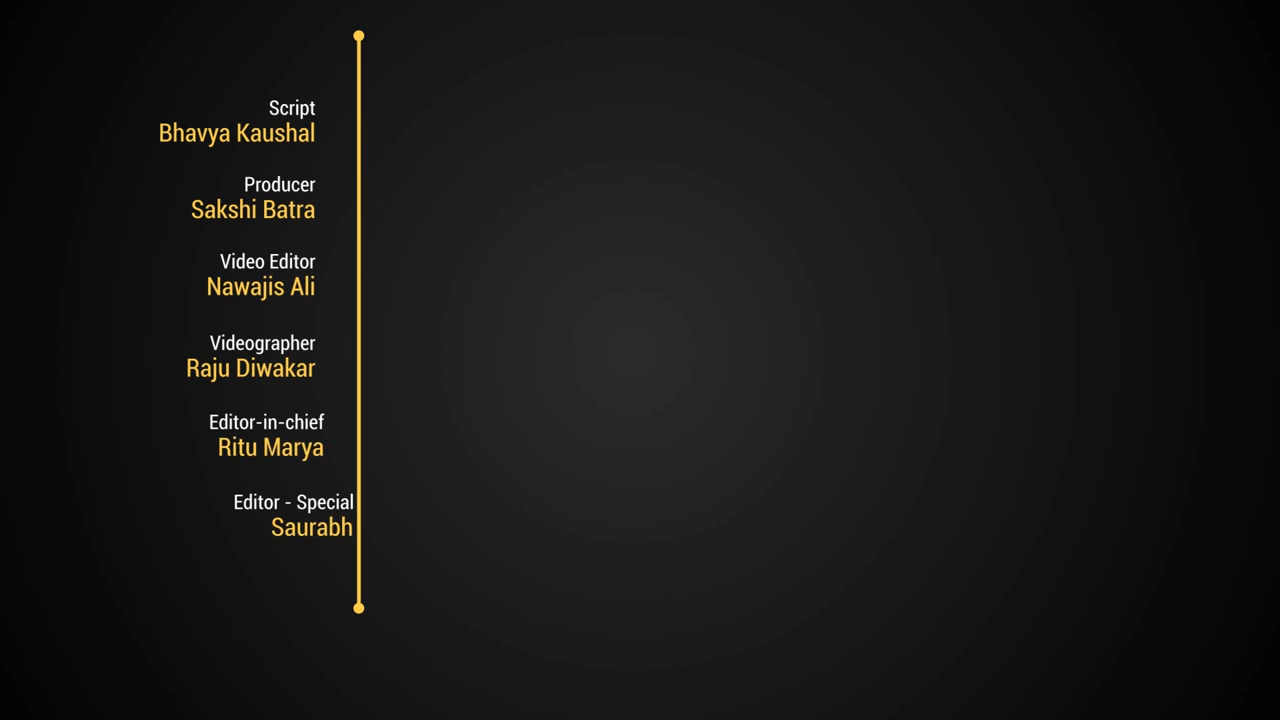 Script
Bhavya Kaushal
Producer
Sakshi Batra
Video Editor
Nawajis Ali
Videographer
Raju Diwakar
Editor-in-chief
Ritu Marya
Editor - Special
Saurabh